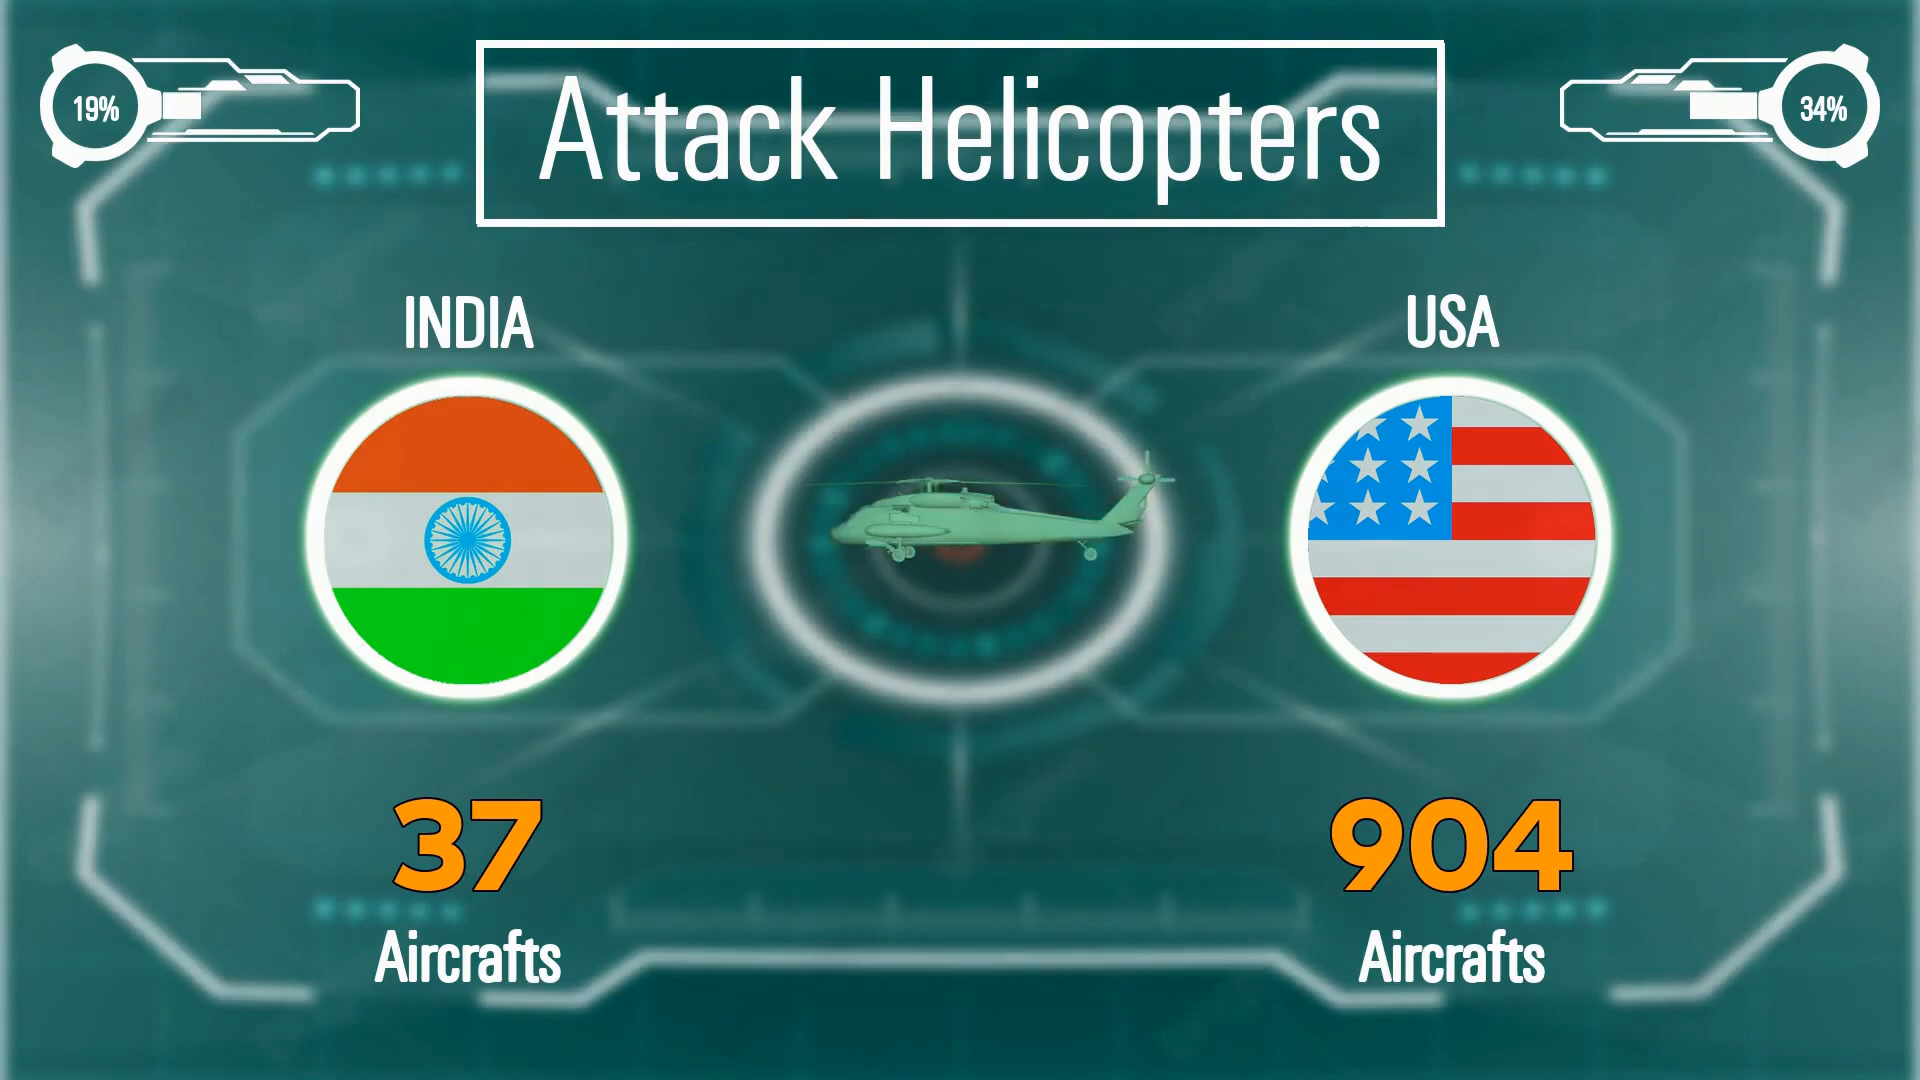 19%
Attack Helicopters
34%
INDIA
USA
37
904
Aircrafts
Aircrafts